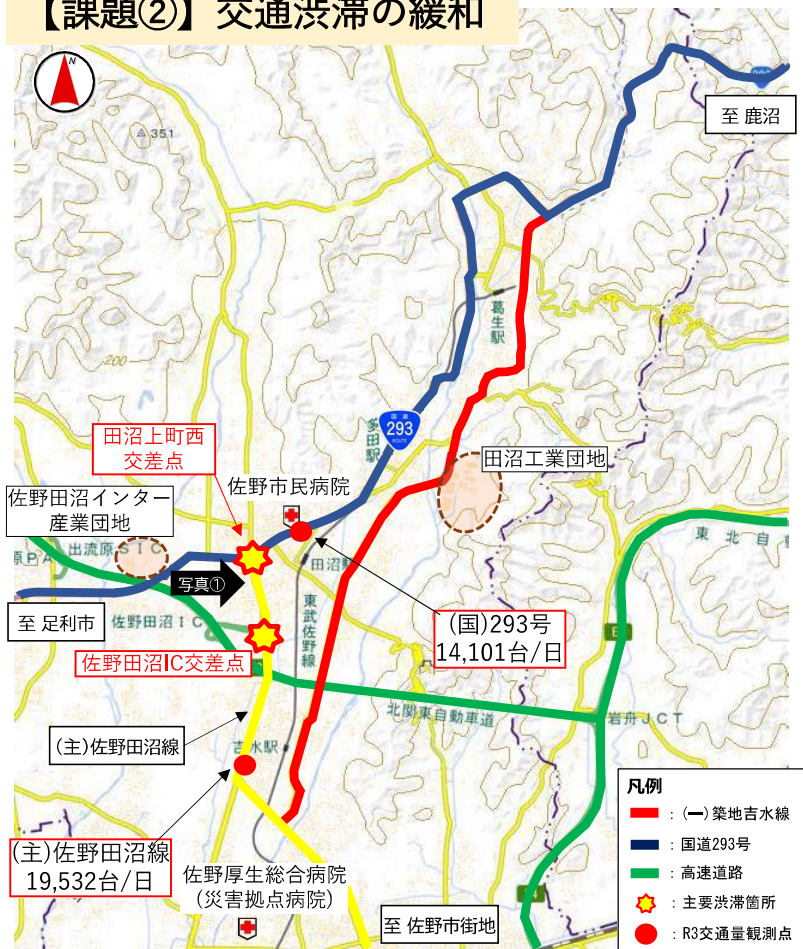 【課題②】交通渋滞の緩和
N
351
至 鹿沼
葛生駅
200
国道
293
ROUTE
多田駅
田沼上町西
交差点
佐野市民病院
田沼工業団地
佐野田沼インター
産業団地
出流原SIC
原PA
東北自
写真①
田沼
至 足利市
佐野田沼IC
東武佐野線
(国)293号
14,101台/日
佐野田沼IC交差点
北関東自動車道
岩舟JCT
(主)佐野田沼線
吉水駅
(主)佐野田沼線
19,532台/日
佐野厚生総合病院
(災害拠点病院)
至 佐野市街地
凡例
：(一)築地吉水線
：国道293号
：高速道路
：主要渋滞箇所
：R3交通量観測点